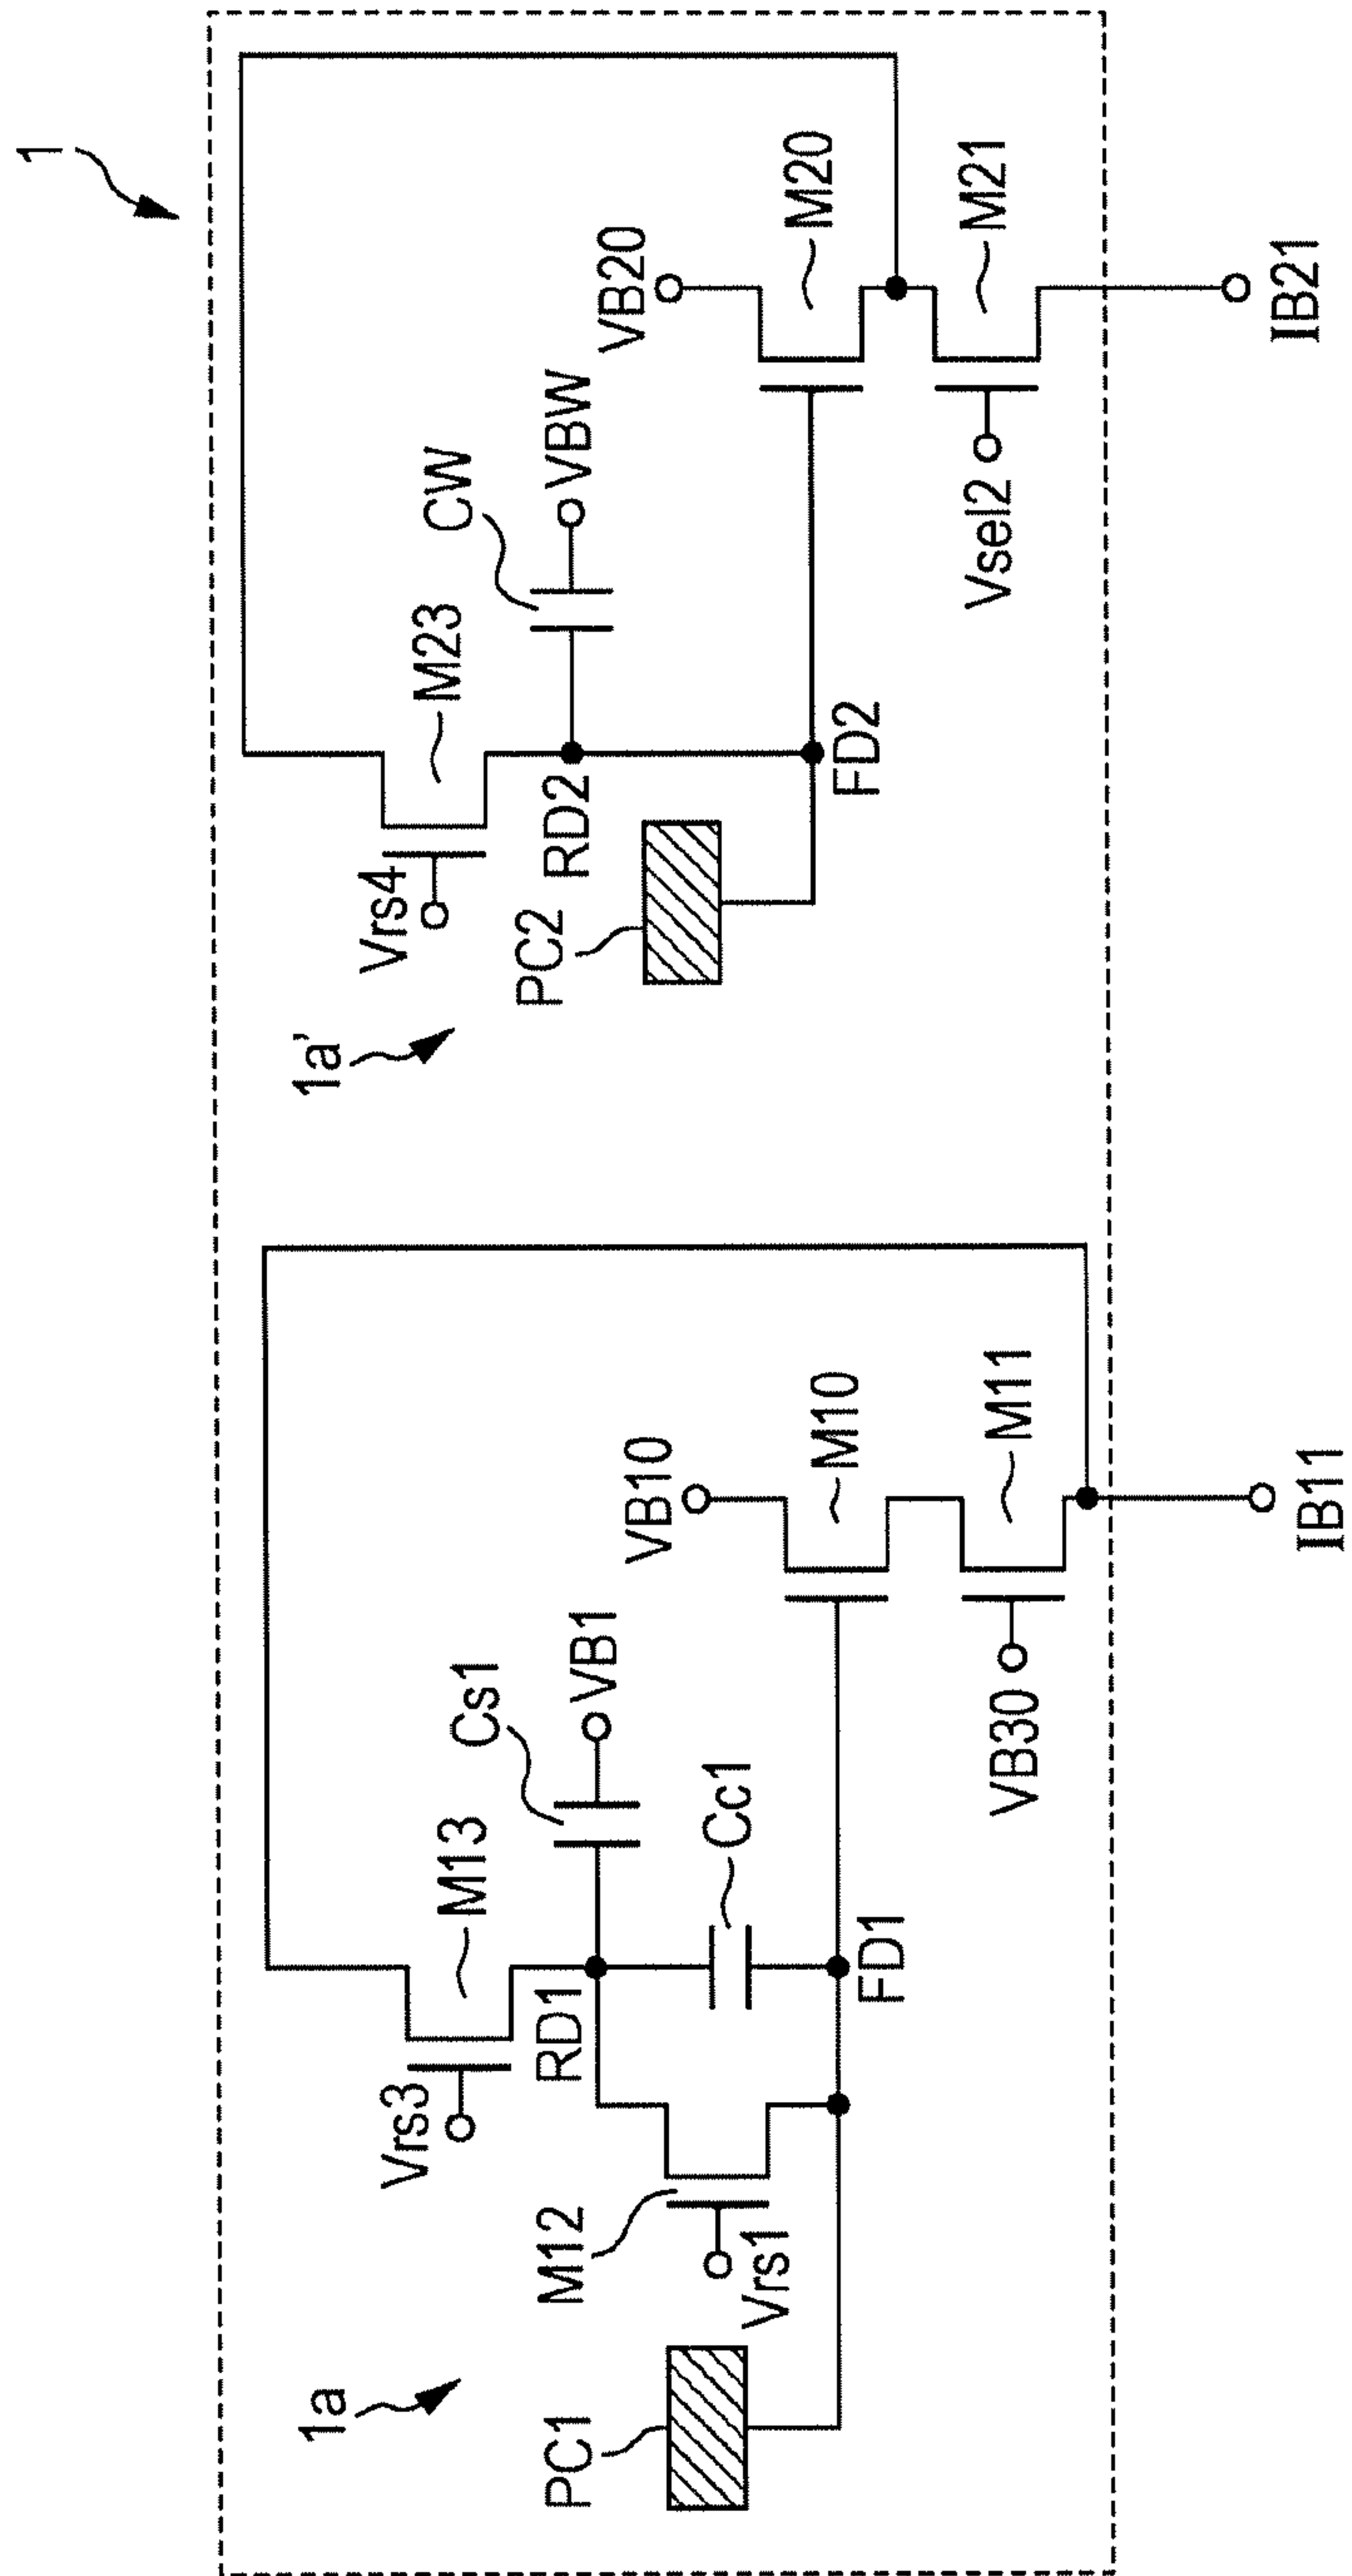 1
1a
M13
Cs1
Vrs3
VB1
RD1
M12
Cc1
VB10
PC1
Vrs1
M10
FD1
M11
VB30
IB11
1a’
M23
CW
Vrs4
VBW
RD2
VB20
PC2
M20
FD2
M21
Vsel2
IB21